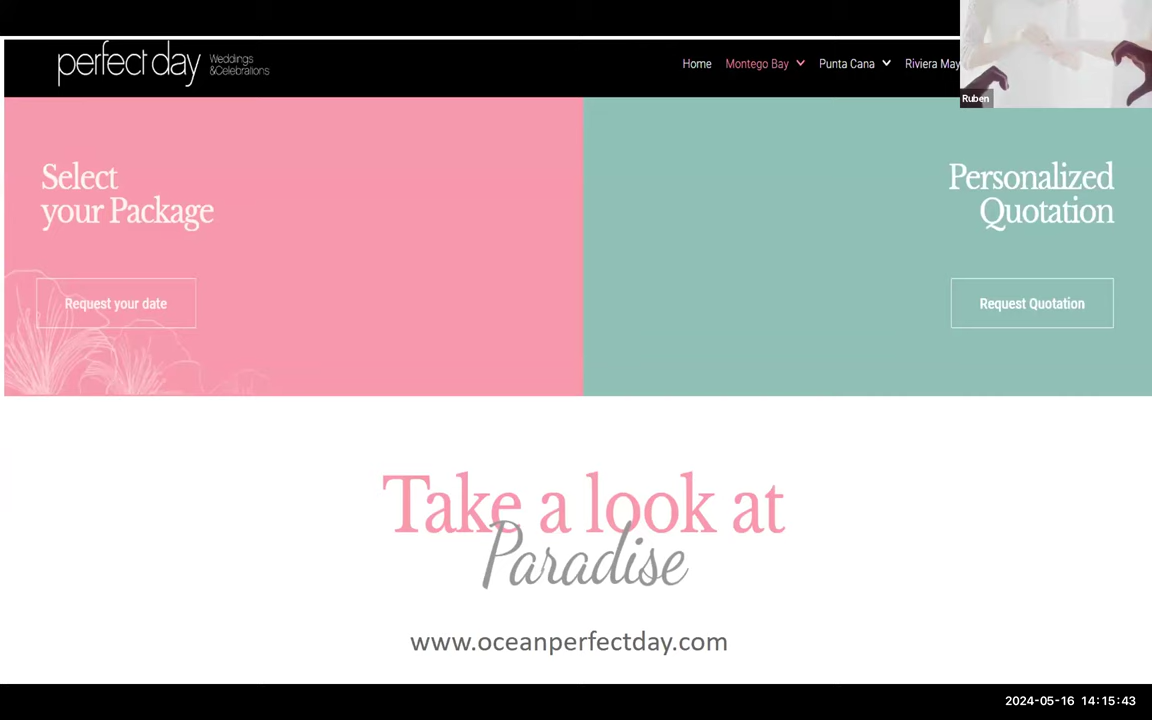 perfect day Weddings
&Celebrations
Home Montego Bay Punta Cana Riviera May
Ruben
Select
your Package
Request your date
Personalized
Quotation
Request Quotation
Take a look at
Paradise
www.oceanperfectday.com
2024-05-16 14:15:43